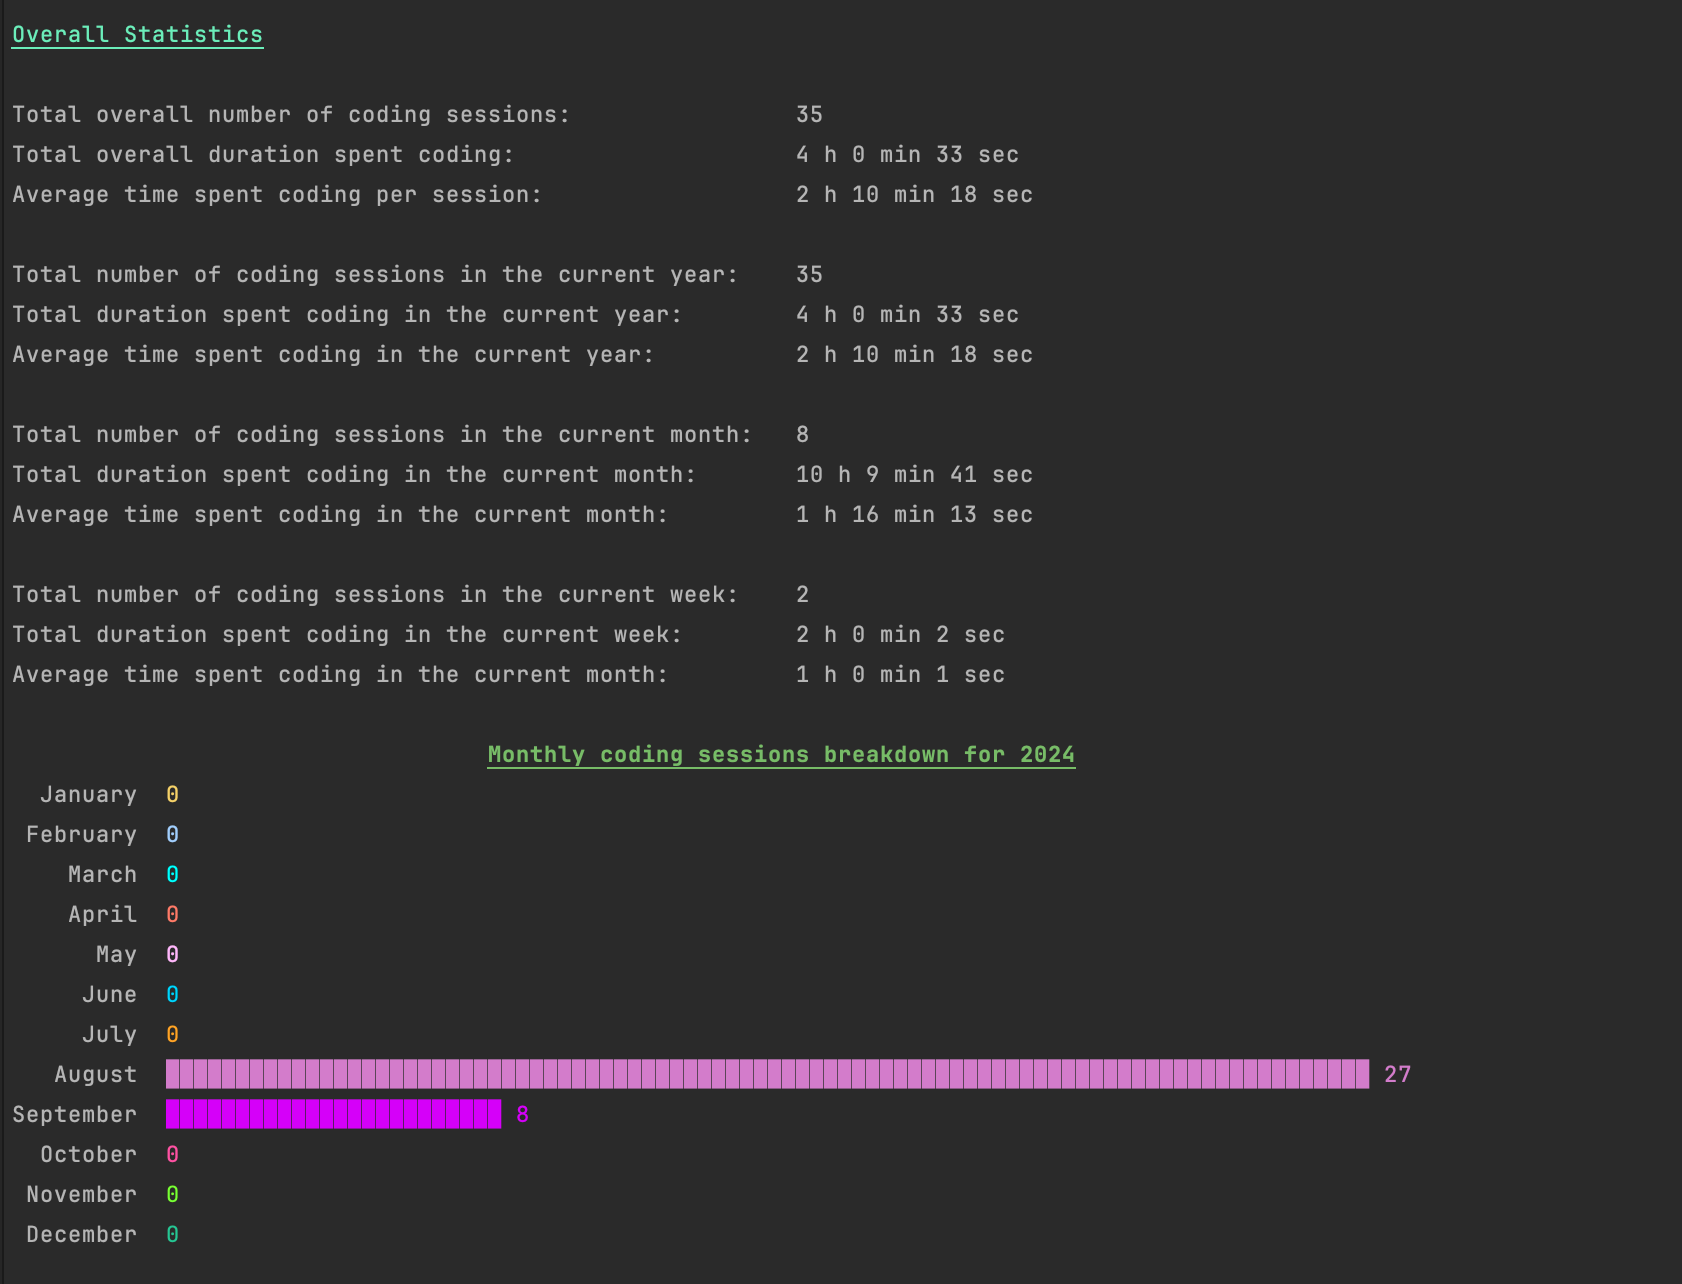 Overall Statistics
Total overall number of coding sessions: 35
Total overall duration spent coding: 4 h 0 min 33 sec
Average time spent coding per session: 2 h 10 min 18 sec
Total number of coding sessions in the current year: 35
Total duration spent coding in the current year: 4 h 0 min 33 sec
Average time spent coding in the current year: 2 h 10 min 18 sec
Total number of coding sessions in the current month: 8
Total duration spent coding in the current month: 10 h 9 min 41 sec
Average time spent coding in the current month: 1 h 16 min 13 sec
Total number of coding sessions in the current week: 2
Total duration spent coding in the current week: 2 h 0 min 2 sec
Average time spent coding in the current month: 1 h 0 min 1 sec
Monthly coding sessions breakdown for 2024
January 0
February 0
March 0
April 0
May 0
June 0
July 0
August 27
September 8
October 0
November 0
December 0